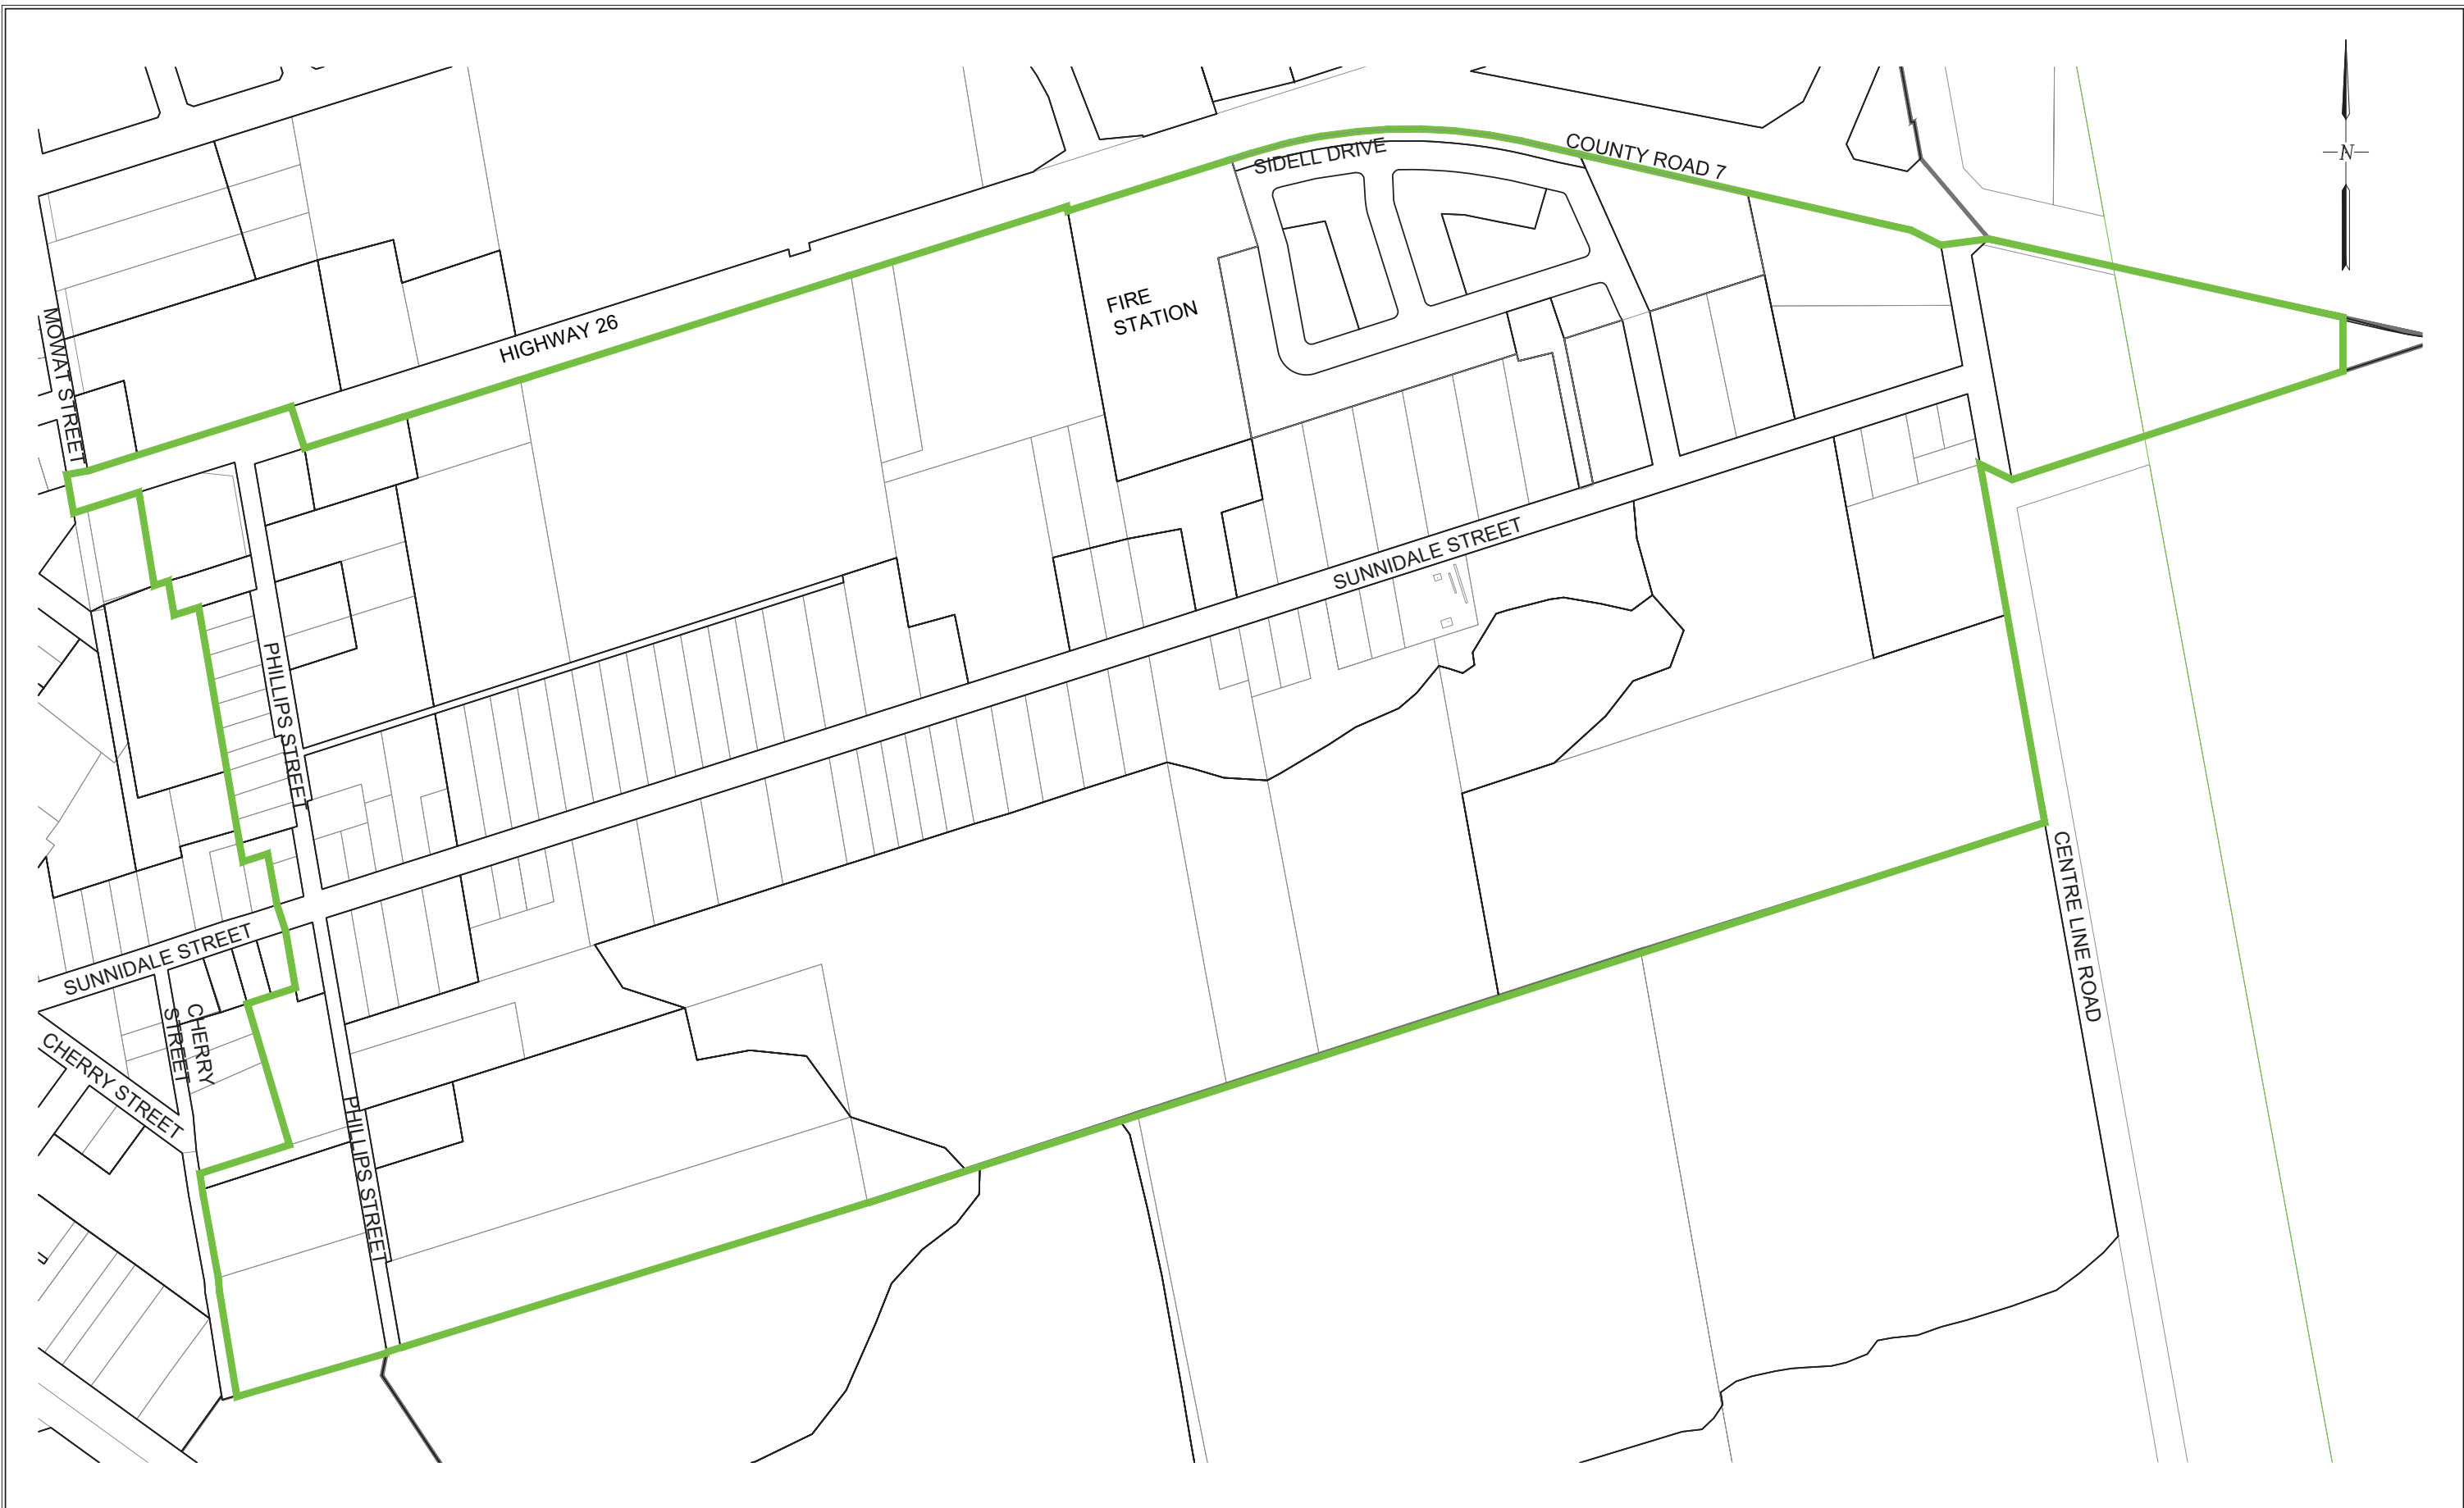 N
SIDELL DRIVE
COUNTY ROAD 7
FIRE
STATION
HIGHWAY 26
MOWAT STREET
SUNNIDALE STREET
PHILLIPS STREET
SUNNIDALE STREET
CHERRY
STREET
CHERRY STREET
PHILLIPS STREET
CENTRE LINE ROAD